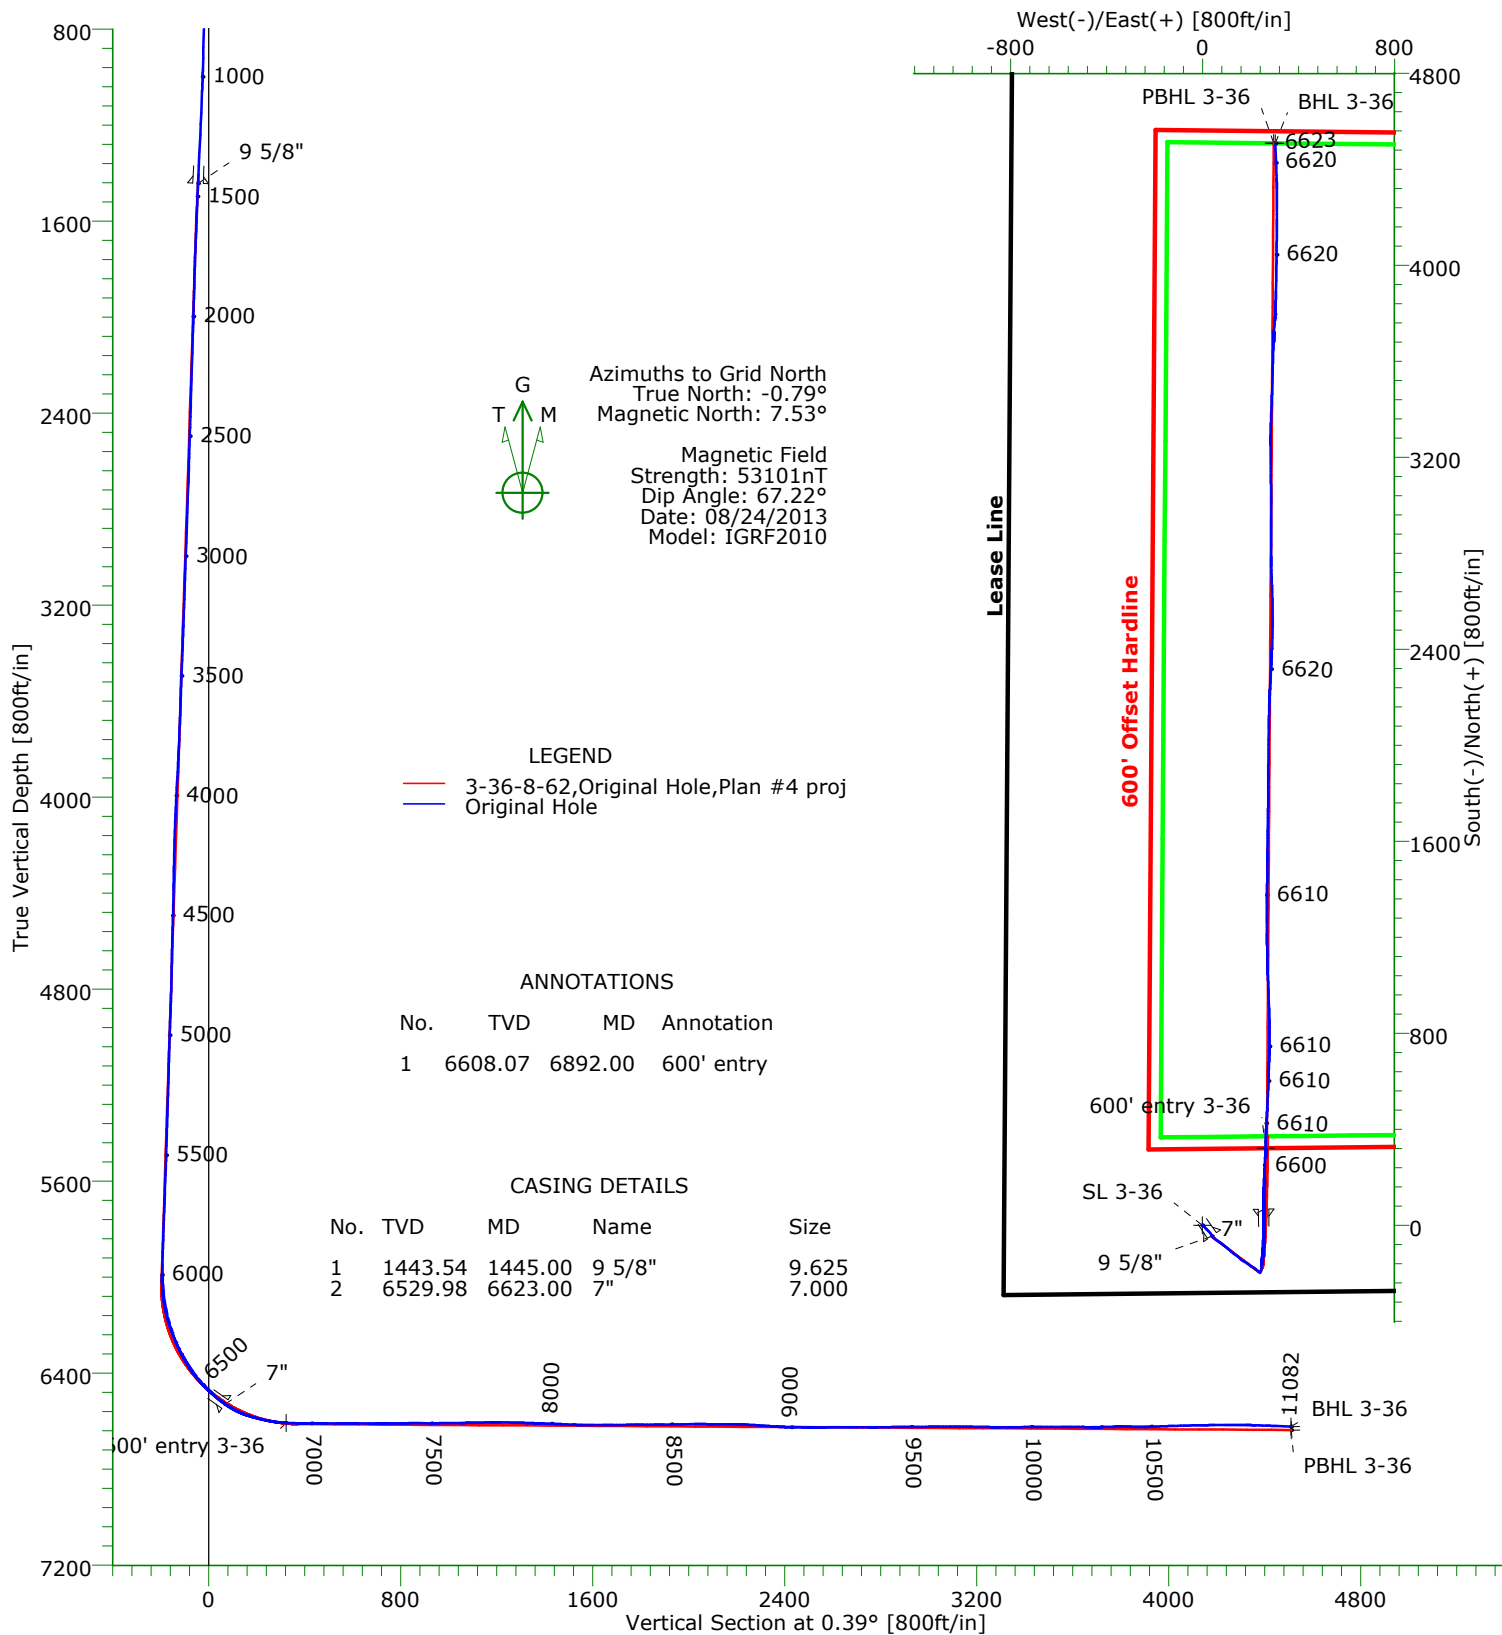 West(-)/East(+) [800ft/in]
-800
0
800
800
1600
2400
3200
4000
4800
5600
6400
7200
True Vertical Depth [800ft/in]
1000
9 5/8"
1500
2000
2500
3000
3500
4000
4500
5000
5500
6000
6500
7"
600' entry 3-36
7000
7500
8000
8500
9000
9500
10000
10500
11082
BHL 3-36
PBHL 3-36
0
800
1600
2400
3200
4000
4800
Vertical Section at 0.39° [800ft/in]
G
T
M
Azimuths to Grid North
True North: -0.79°
Magnetic North: 7.53°
Magnetic Field
Strength: 53101nT
Dip Angle: 67.22°
Date: 08/24/2013
Model: IGRF2010
LEGEND
3-36-8-62,Original Hole,Plan #4 proj
Original Hole
ANNOTATIONS
No. TVD MD Annotation
1 6608.07 6892.00 600' entry
CASING DETAILS
No. TVD MD Name Size
1 1443.54 1445.00 9 5/8" 9.625
2 6529.98 6623.00 7" 7.000
PBHL 3-36
BHL 3-36
6623
6620
6620
6620
6610
6610
6610
600' entry 3-36
6610
6600
SL 3-36
7"
9 5/8"
Lease Line
600' Offset Hardline
4800
4000
3200
2400
1600
800
0
South(-)/North(+) [800ft/in]